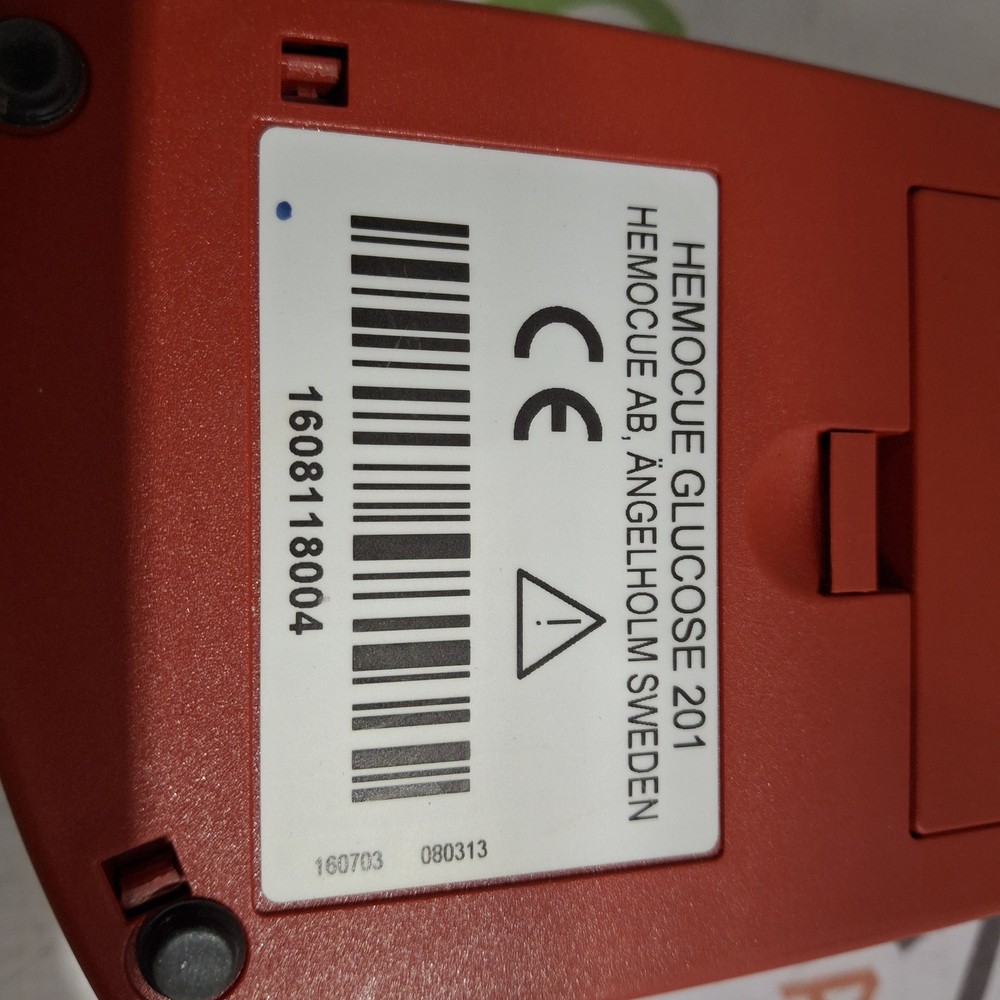 HEMOCUE GLUCOSE 201
HEMOCUE AB, ÄNGELHOLM SWEDEN
CE
1608118004
080313
160703